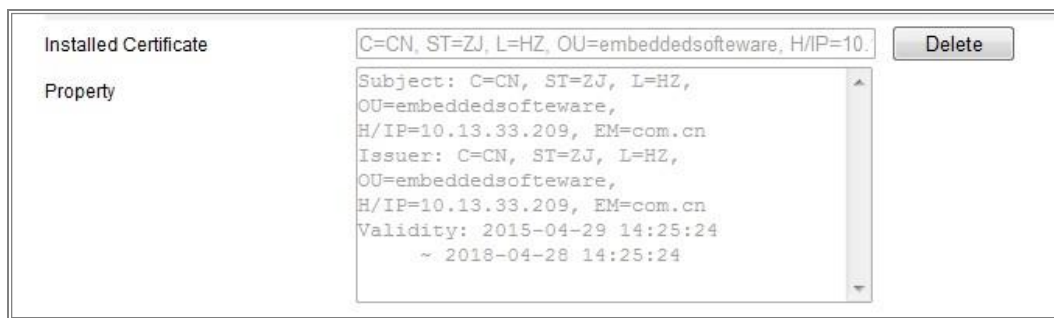 Installed Certificate
C=CN, ST=ZJ, L=HZ, OU=embeddedsofteware, H/IP=10.
Delete
Property
Subject: C=CN, ST=ZJ, L=HZ,
OU=embeddedsofteware,
H/IP=10.13.33.209, EM=com.cn
Issuer: C=CN, ST=ZJ, L=HZ,
OU=embeddedsofteware,
H/IP=10.13.33.209, EM=com.cn
Validity: 2015-04-29 14:25:24
~ 2018-04-28 14:25:24